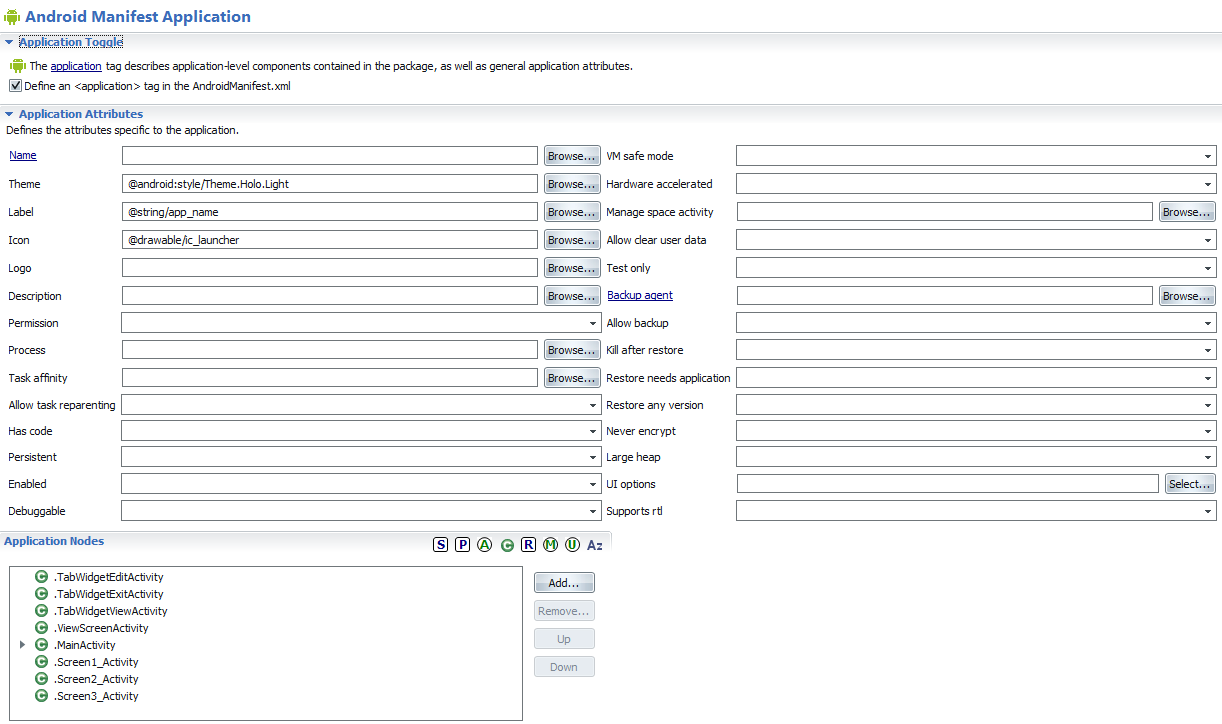 Android Manifest Application
Application Toggle
The application tag describes application-level components contained in the package, as well as general application attributes.
Define an <application> tag in the AndroidManifest.xml
Application Attributes
Defines the attributes specific to the application.
Name Browse... VM safe mode
Theme @android:style/Theme.Holo.Light Browse... Hardware accelerated
Label @string/app_name Browse... Manage space activity Browse...
Icon @drawable/ic_launcher Browse... Allow clear user data
Logo Browse... Test only
Description Browse... Backup agent Browse...
Permission Allow backup
Process Browse... Kill after restore
Task affinity Browse... Restore needs application
Allow task reparenting Restore any version
Has code Never encrypt
Persistent Large heap
Enabled UI options Select...
Debuggable Supports rtl
Application Nodes S P A C R M U Az
C .TabWidgetEditActivity Add...
C .TabWidgetExitActivity
C .TabWidgetViewActivity Remove...
C .ViewScreenActivity
C .MainActivity Up
C .Screen1_Activity Down
C .Screen2_Activity
C .Screen3_Activity